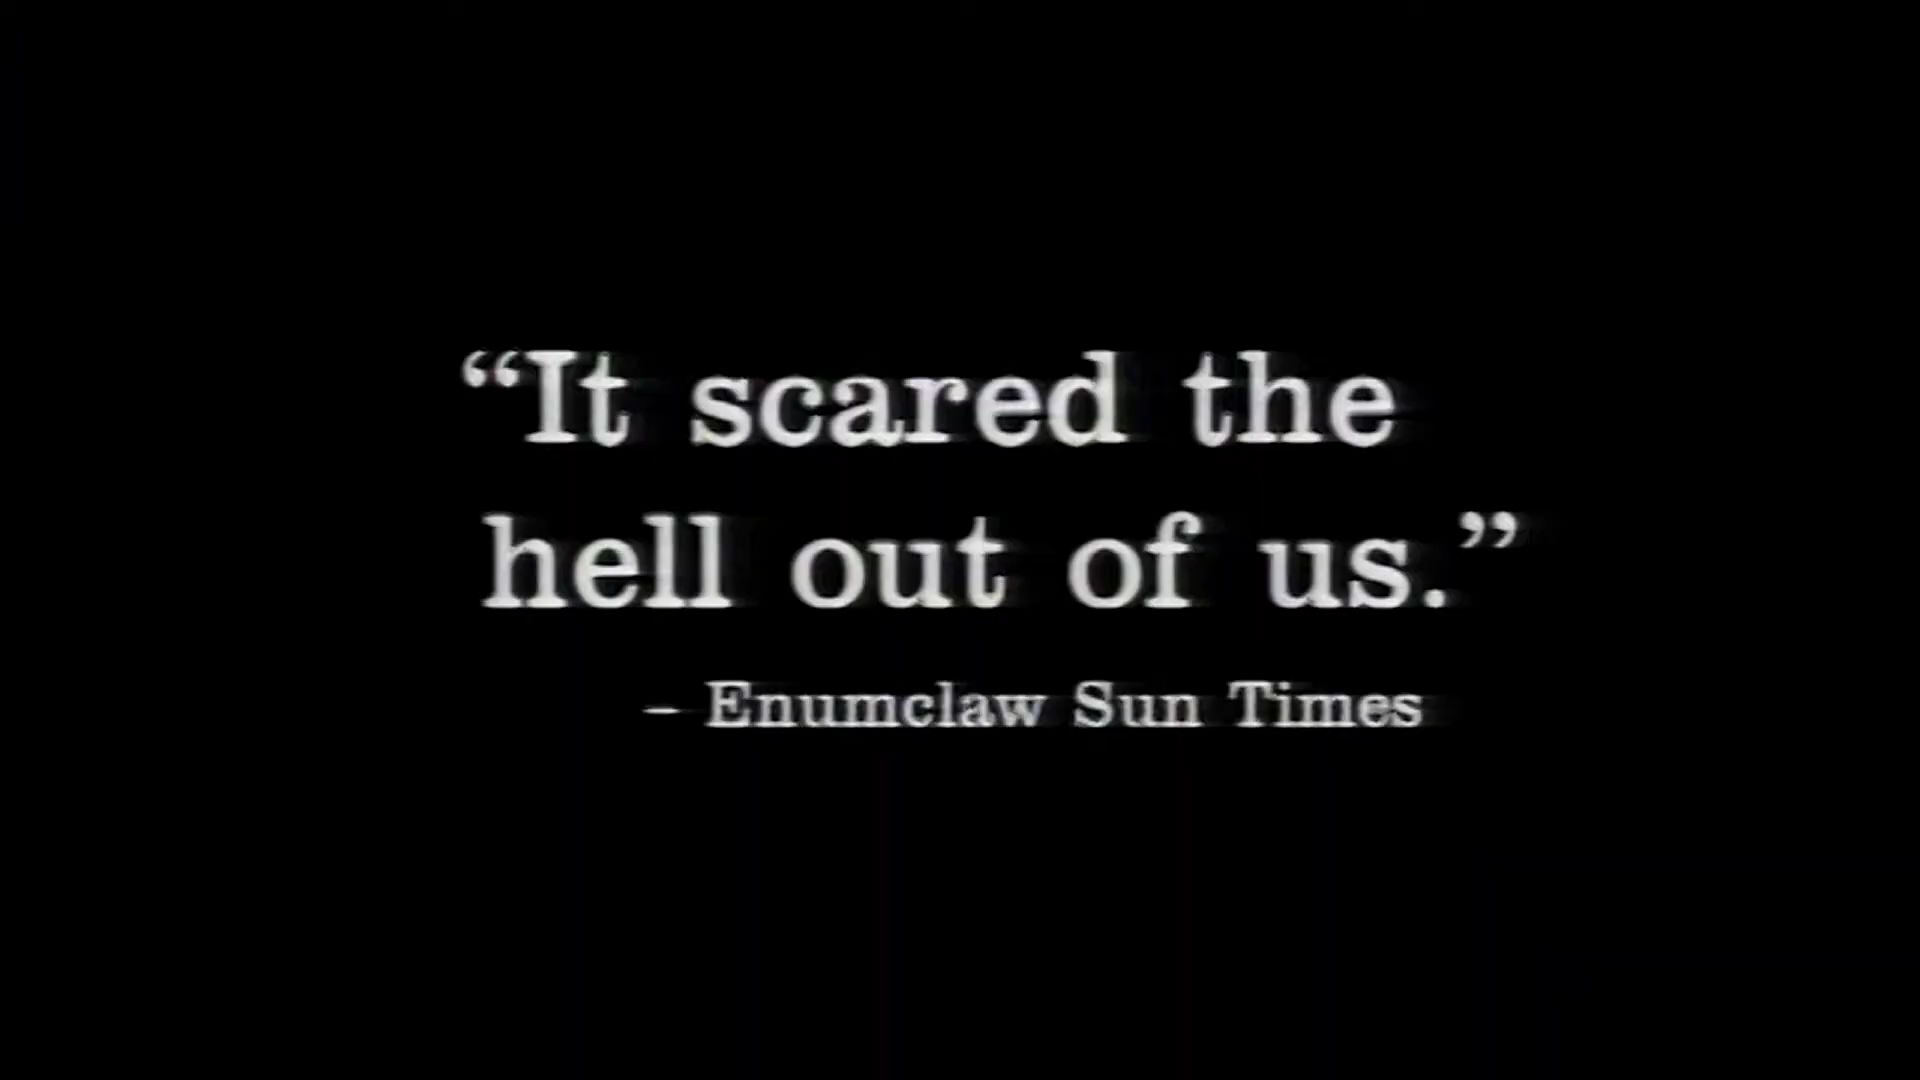 “It scared the
hell out of us.”
– Enumclaw Sun Times